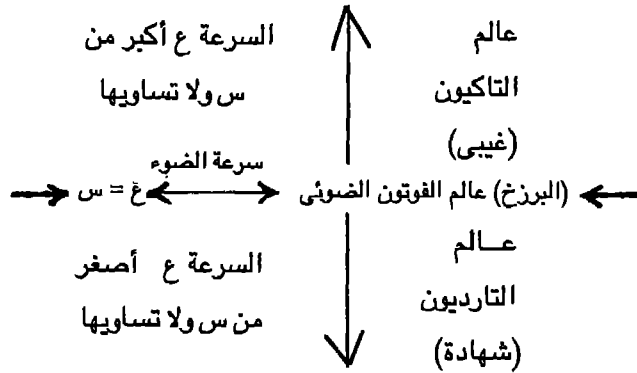 عالم
التاكيون
(غيبى)
السرعة ع أكبر من
س ولا تساويها
سرعة الضوء
(البرزخ) عالم الفوتون الضوئى
ع = س
عـالم
التارديون
(شهادة)
السرعة ع أصغر
من س ولا تساويها